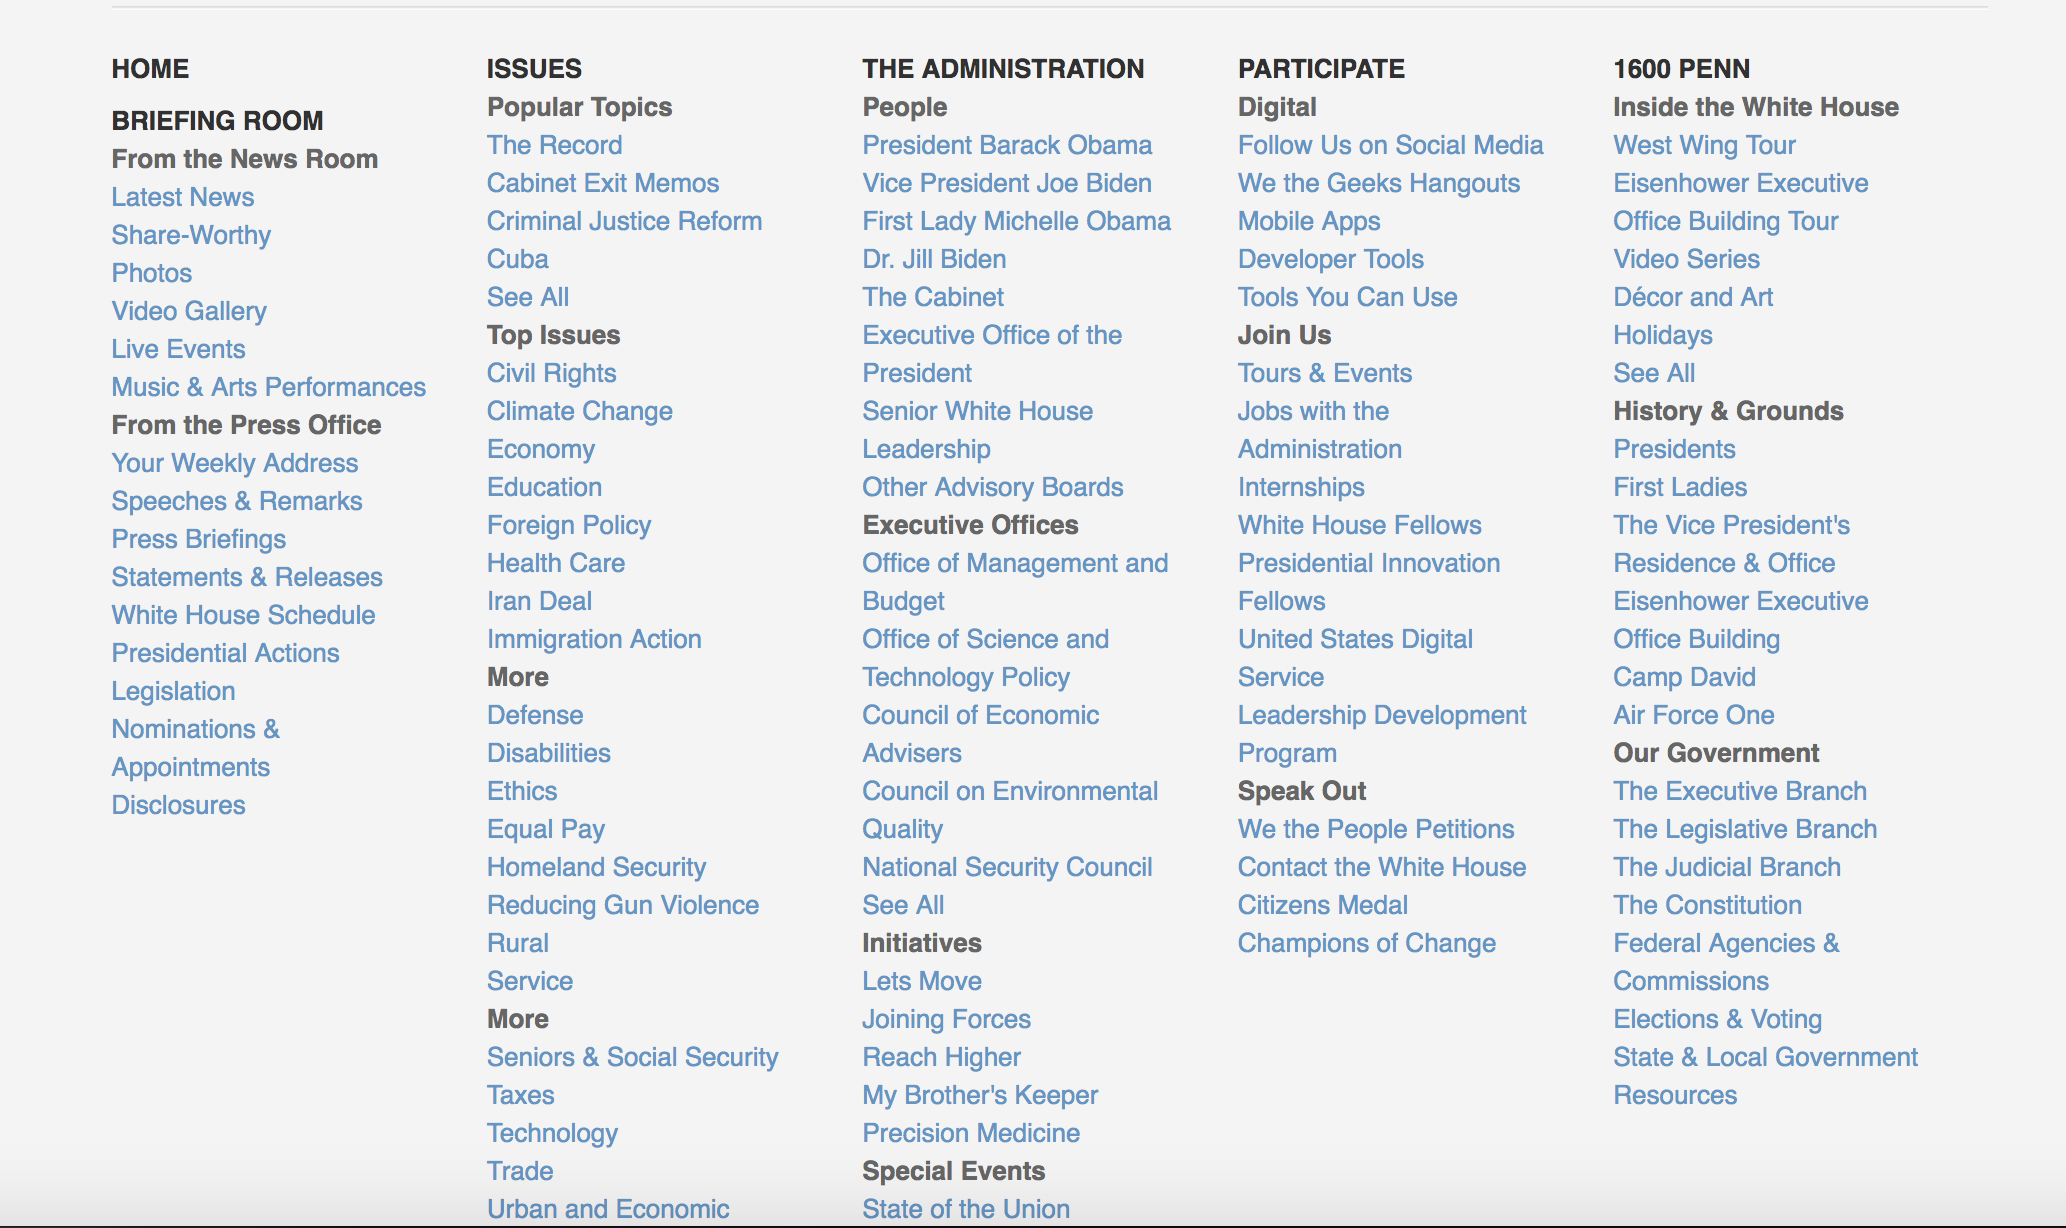 HOME
BRIEFING ROOM
From the News Room
Latest News
Share-Worthy
Photos
Video Gallery
Live Events
Music & Arts Performances
From the Press Office
Your Weekly Address
Speeches & Remarks
Press Briefings
Statements & Releases
White House Schedule
Presidential Actions
Legislation
Nominations &
Appointments
Disclosures
ISSUES
Popular Topics
The Record
Cabinet Exit Memos
Criminal Justice Reform
Cuba
See All
Top Issues
Civil Rights
Climate Change
Economy
Education
Foreign Policy
Health Care
Iran Deal
Immigration Action
More
Defense
Disabilities
Ethics
Equal Pay
Homeland Security
Reducing Gun Violence
Rural
Service
More
Seniors & Social Security
Taxes
Technology
Trade
Urban and Economic
THE ADMINISTRATION
People
President Barack Obama
Vice President Joe Biden
First Lady Michelle Obama
Dr. Jill Biden
The Cabinet
Executive Office of the
President
Senior White House
Leadership
Other Advisory Boards
Executive Offices
Office of Management and
Budget
Office of Science and
Technology Policy
Council of Economic
Advisers
Council on Environmental
Quality
National Security Council
See All
Initiatives
Lets Move
Joining Forces
Reach Higher
My Brother's Keeper
Precision Medicine
Special Events
State of the Union
PARTICIPATE
Digital
Follow Us on Social Media
We the Geeks Hangouts
Mobile Apps
Developer Tools
Tools You Can Use
Join Us
Tours & Events
Jobs with the
Administration
Internships
White House Fellows
Presidential Innovation
Fellows
United States Digital
Service
Leadership Development
Program
Speak Out
We the People Petitions
Contact the White House
Citizens Medal
Champions of Change
1600 PENN
Inside the White House
West Wing Tour
Eisenhower Executive
Office Building Tour
Video Series
Décor and Art
Holidays
See All
History & Grounds
Presidents
First Ladies
The Vice President's
Residence & Office
Eisenhower Executive
Office Building
Camp David
Air Force One
Our Government
The Executive Branch
The Legislative Branch
The Judicial Branch
The Constitution
Federal Agencies &
Commissions
Elections & Voting
State & Local Government
Resources